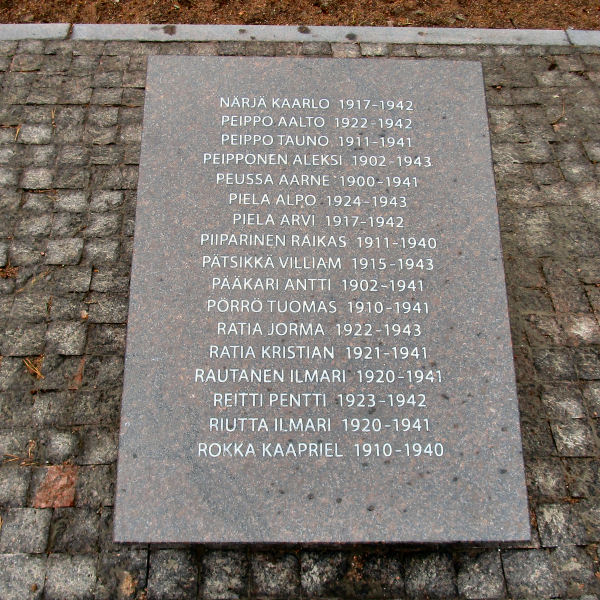 NÄRJÄ KAARLO 1917-1942
PEIPPO AALTO 1922-1942
PEIPPO TAUNO 1911-1941
PEIPPONEN ALEKSI 1902-1943
PEUSSA AARNE 1900-1941
PIELA ALPO 1924-1943
PIELA ARVI 1917-1942
PIIPARINEN RAIKAS 1911-1940
PÄTSIKKÄ VILLIAM 1915-1943
PÄÄKARI ANTTI 1902-1941
PÖRRÖ TUOMAS 1910-1941
RATIA JORMA 1922-1943
RATIA KRISTIAN 1921-1941
RAUTANEN ILMARI 1920-1941
REITTI PENTTI 1923-1942
RIUTTA ILMARI 1920-1941
ROKKA KAAPRIEL 1910-1940